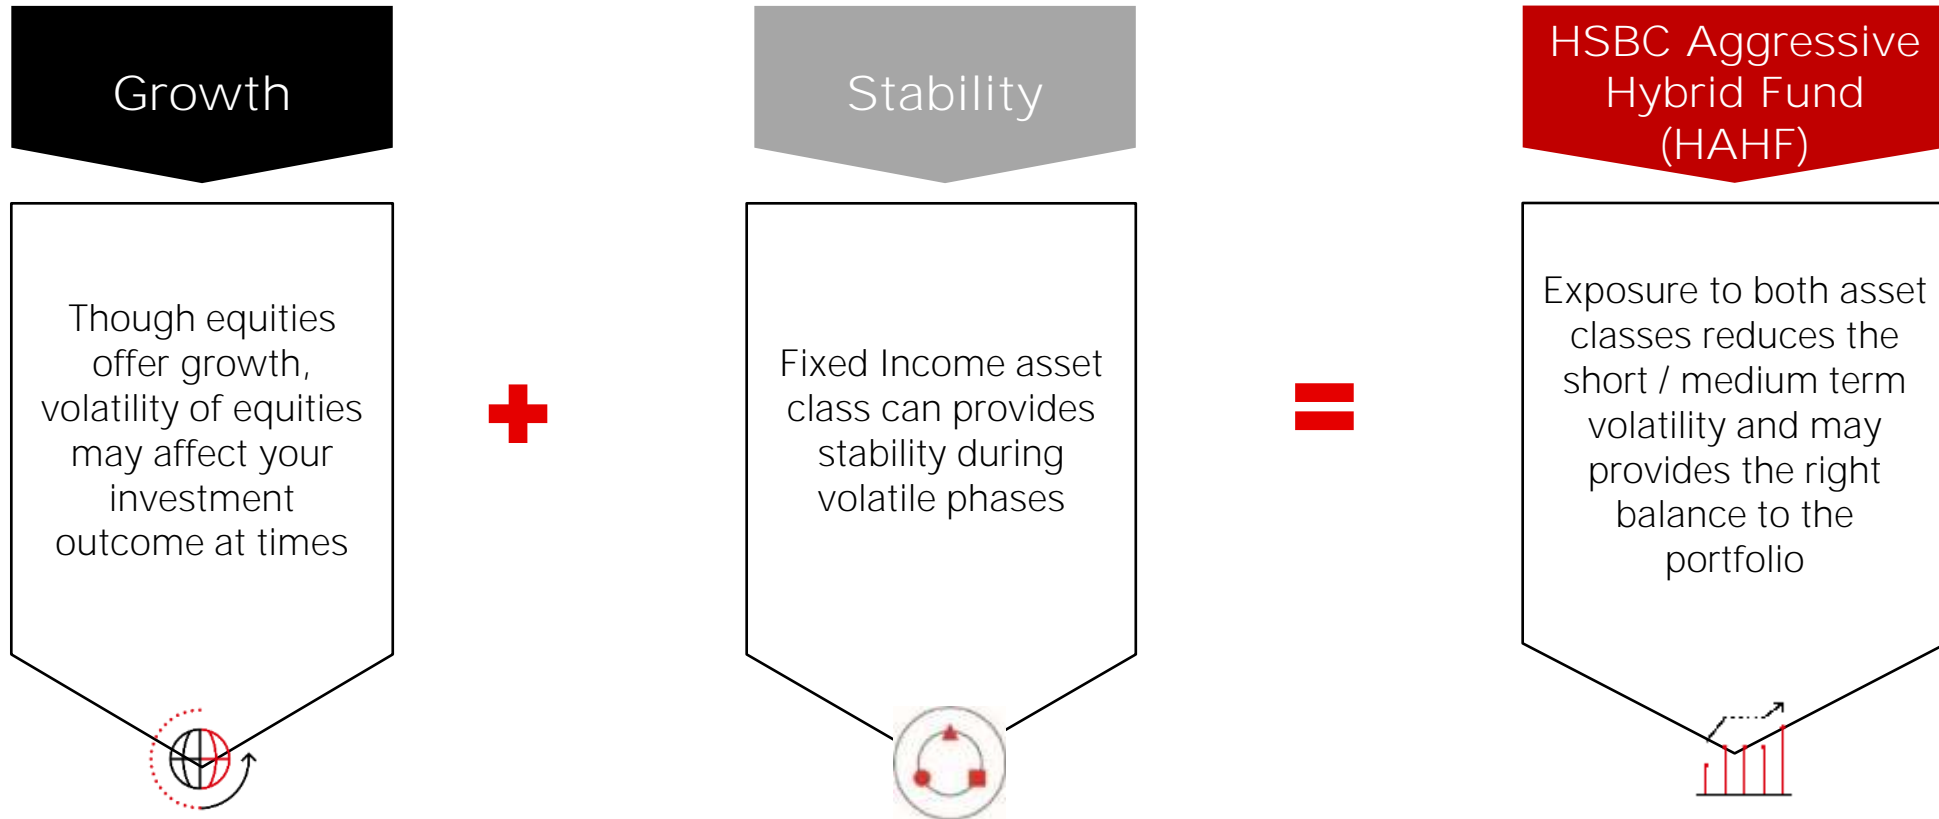 Growth
Though equities
offer growth,
volatility of equities
may affect your
investment
outcome at times
Stability
Fixed Income asset
class can provides
stability during
volatile phases
HSBC Aggressive
Hybrid Fund
(HAHF)
Exposure to both asset
classes reduces the
short / medium term
volatility and may
provides the right
balance to the
portfolio